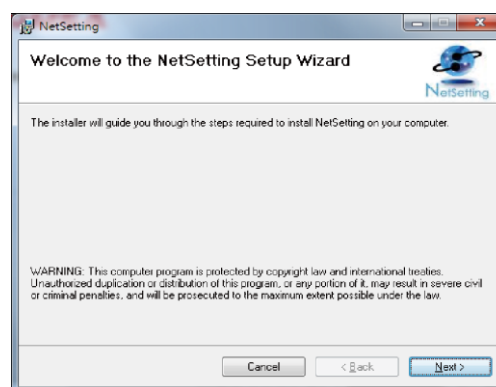 NetSetting
Welcome to the NetSetting Setup Wizard
NetSetting
The installer will guide you through the steps required to install NetSetting on your computer.
WARNING: This computer program is protected by copyright law and international treaties.
Unauthorized duplication or distribution of this program, or any portion of it, may result in severe civil
or criminal penalties, and will be prosecuted to the maximum extent possible under the law.
Cancel
< Back
Next >